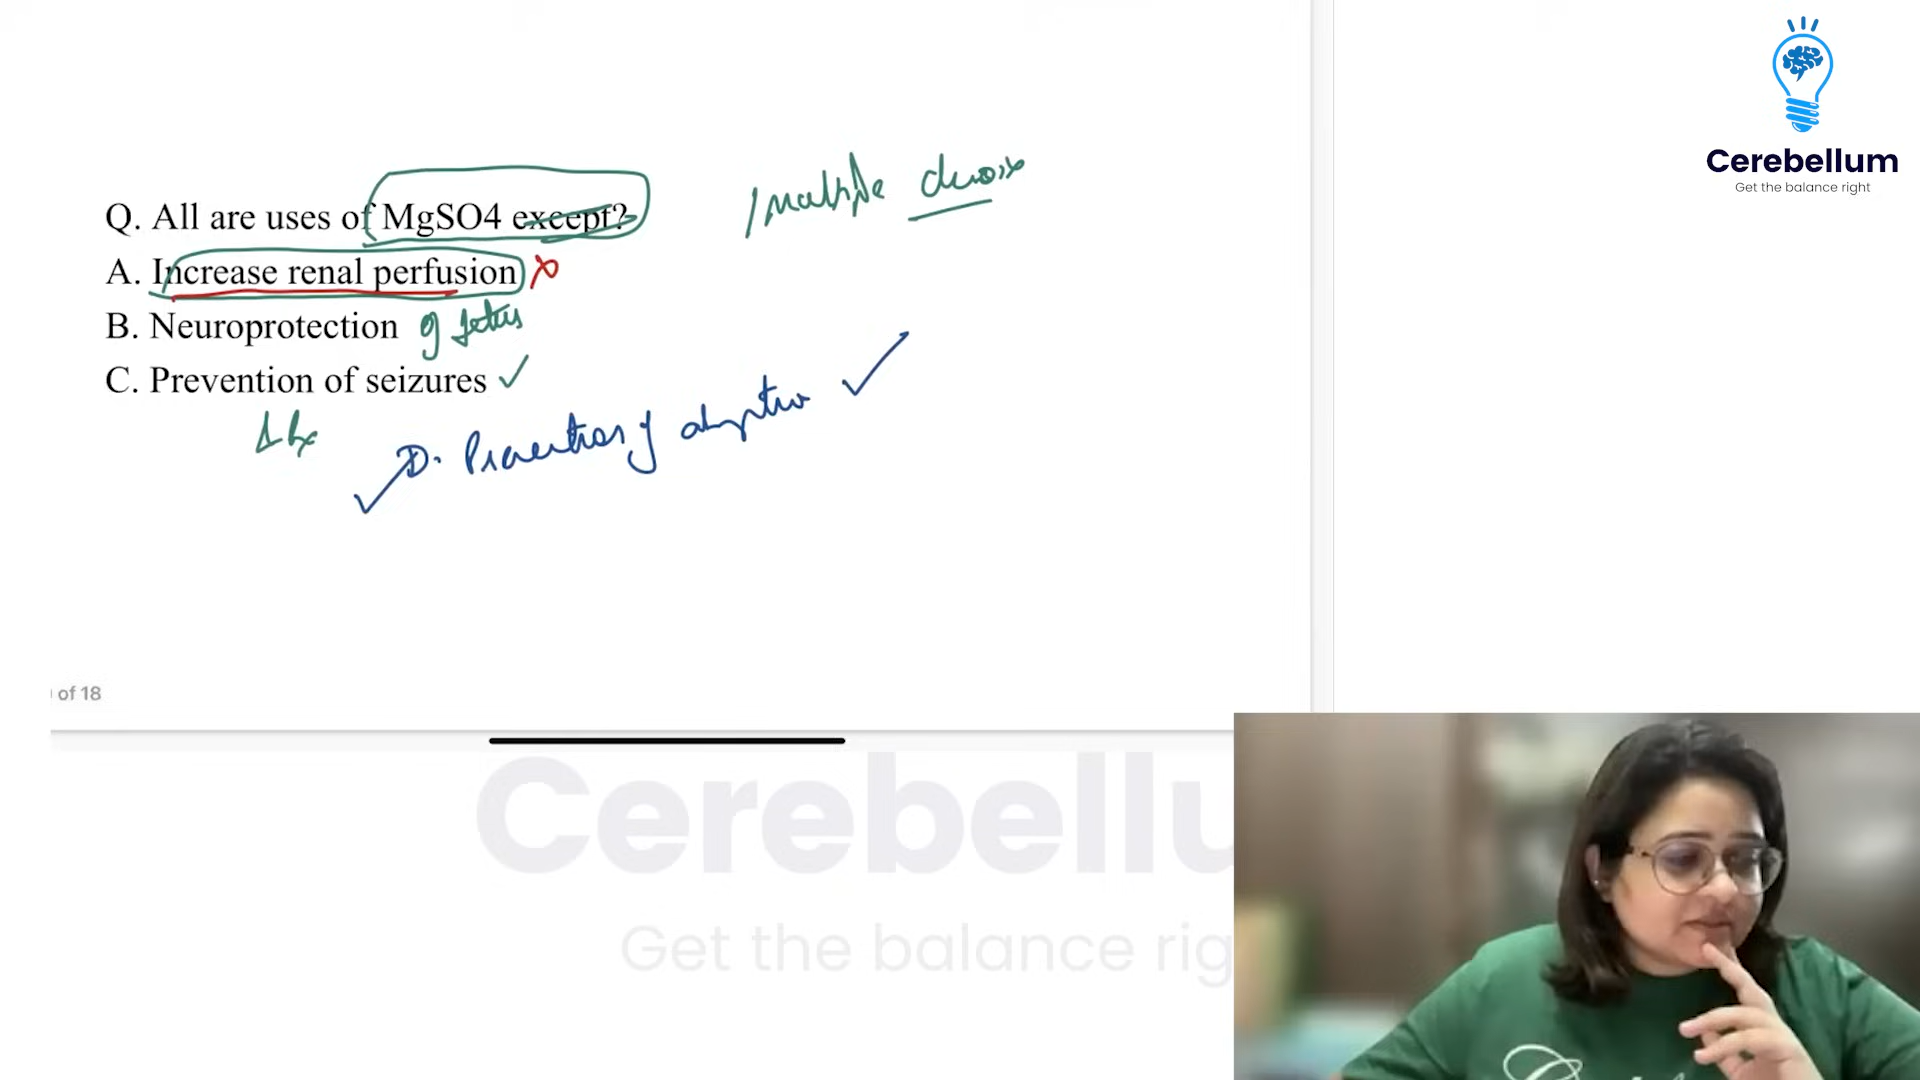 Cerebellum
Get the balance right
multiple choice
Q. All are uses of MgSO4 except?
A. Increase renal perfusion
B. Neuroprotection of fetus
C. Prevention of seizures
D. Prevention of abruption
of 18
Cerebellu
Get the balance rig